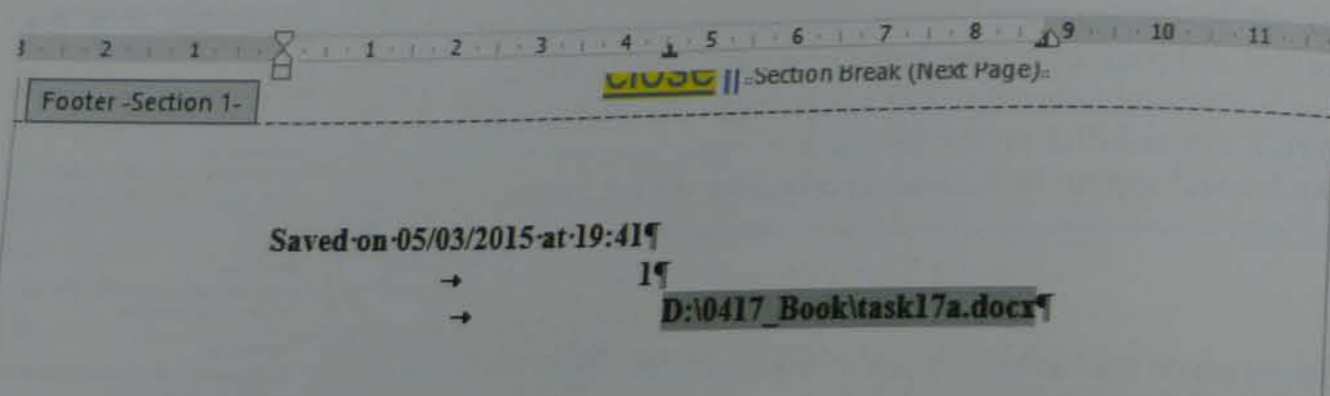 3 2 1 1 2 3 4 5 6 7 8 9 10 11
close Section Break (Next Page)
Footer -Section 1-
Saved·on·05/03/2015·at·19:41¶
→ 1¶
→ D:\0417_Book\task17a.docx¶